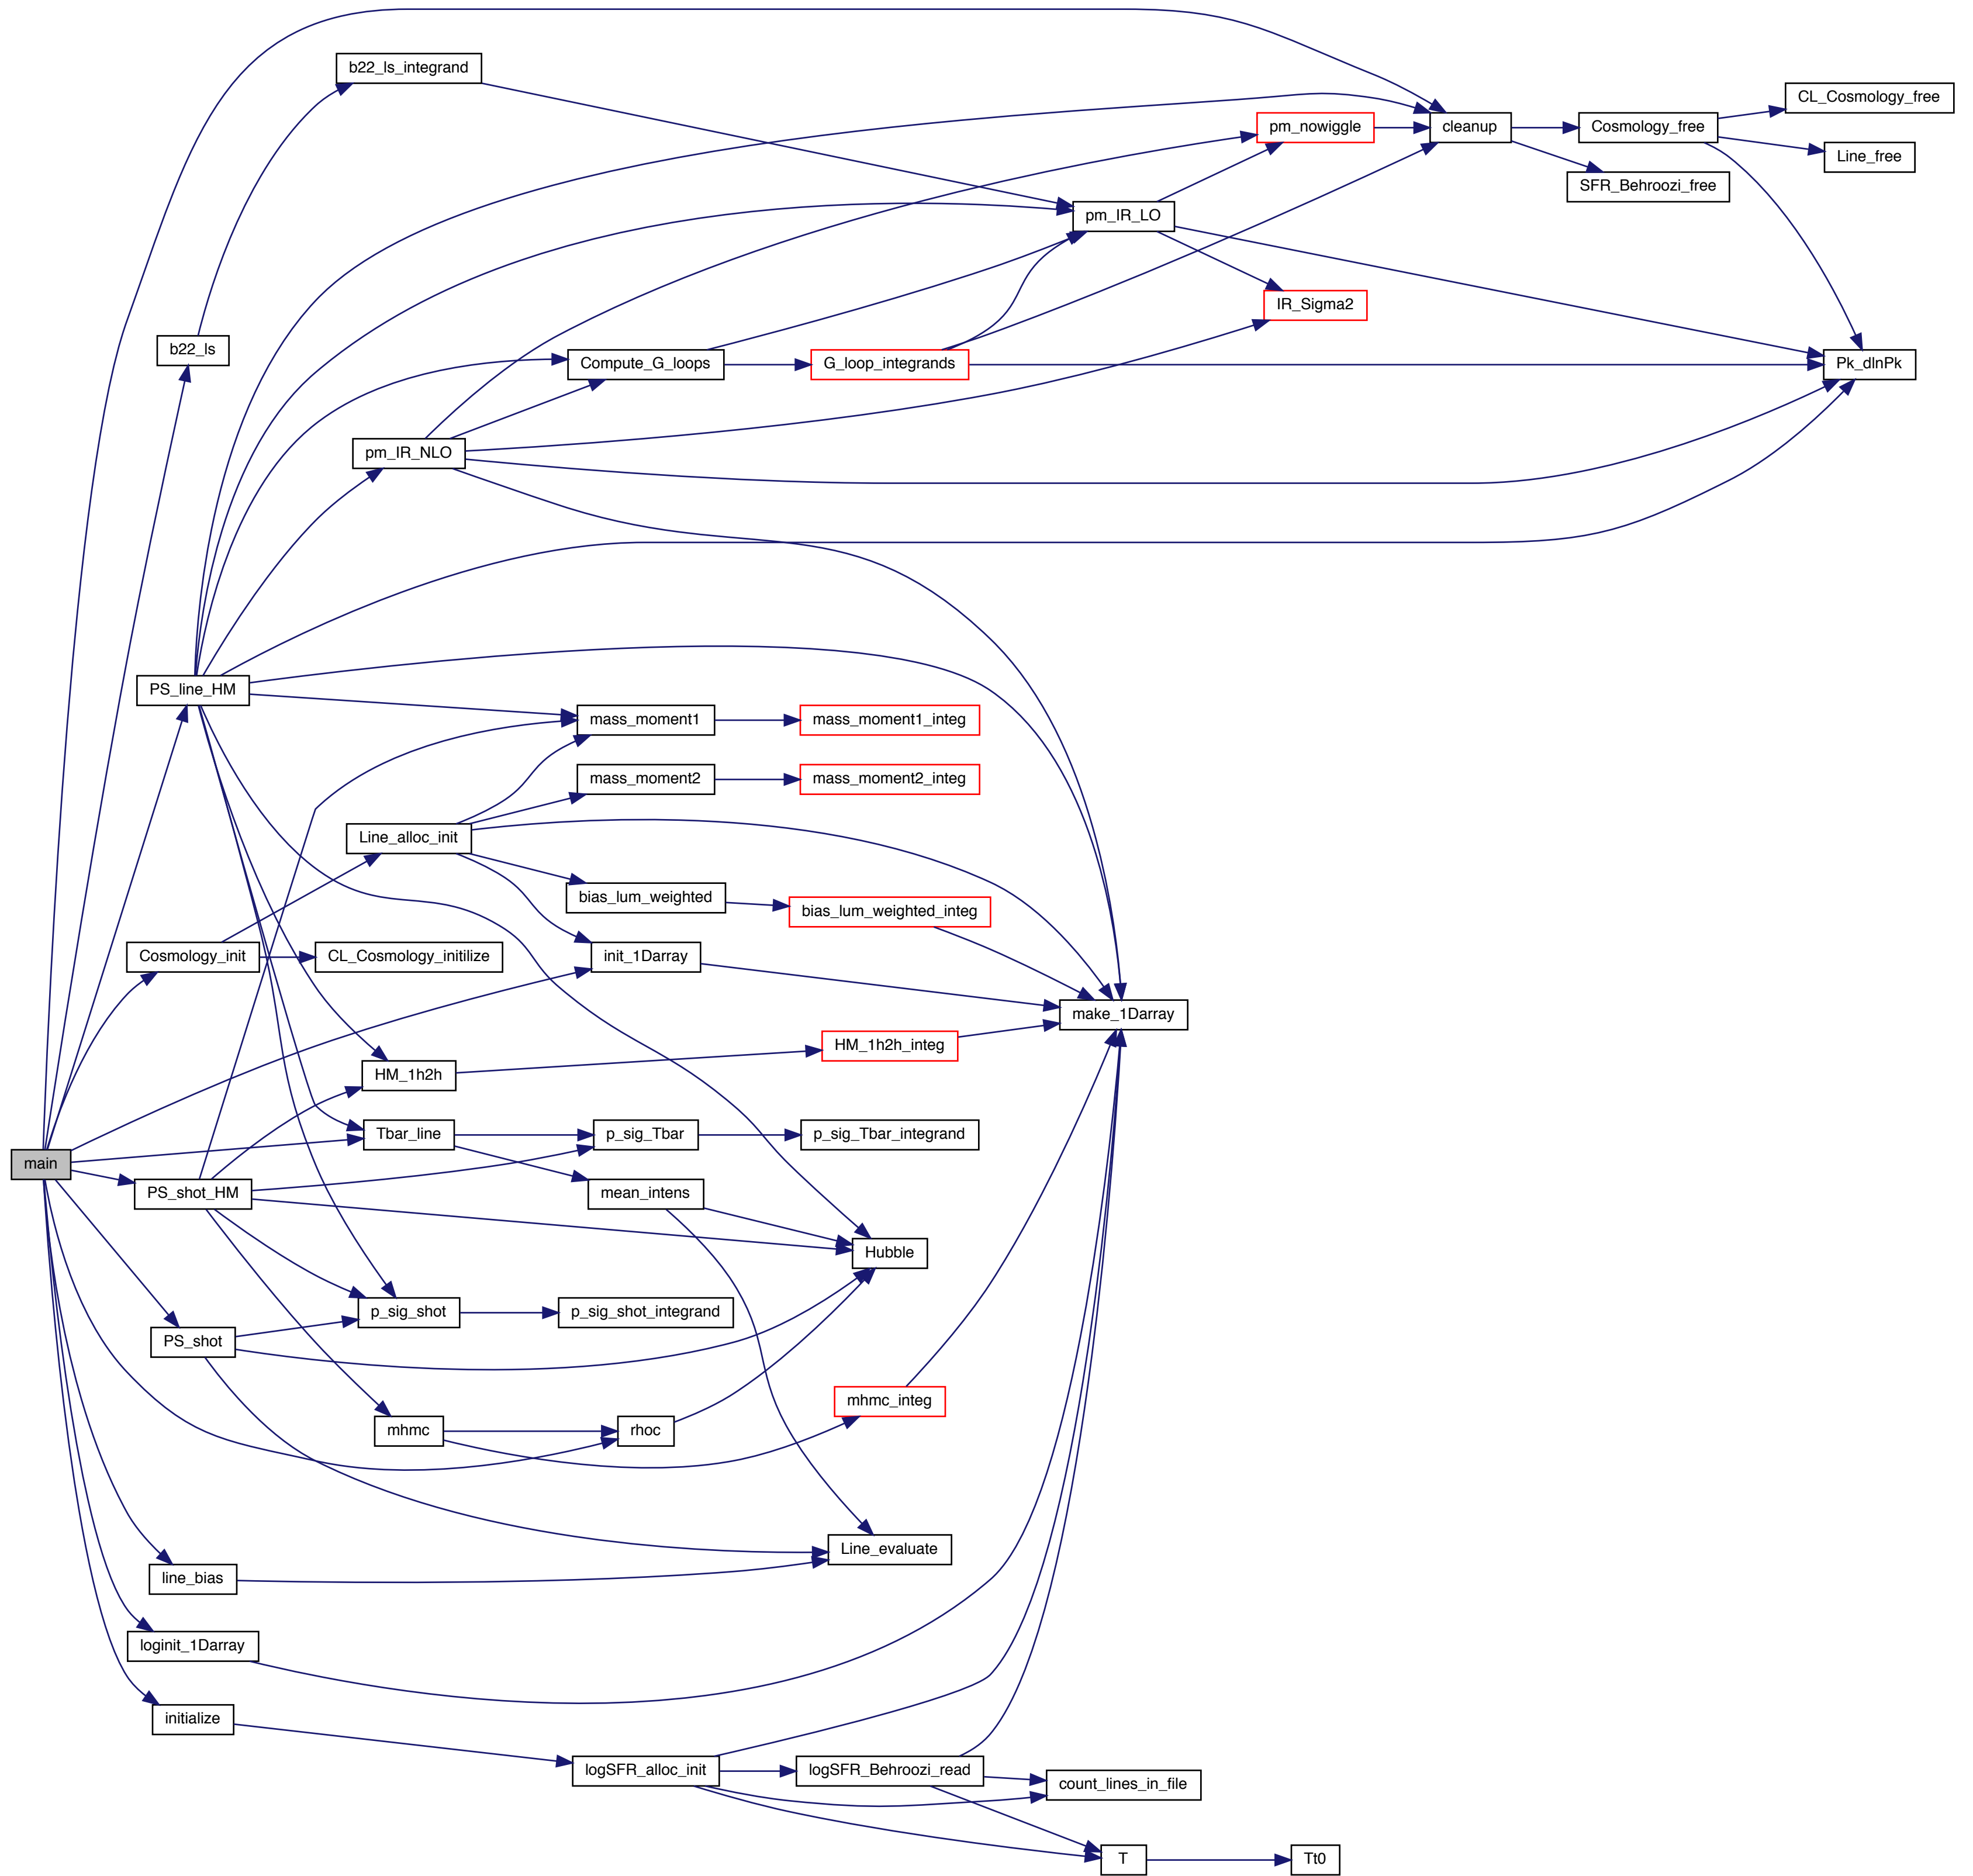 b22_ls_integrand
CL_Cosmology_free
pm_nowiggle
cleanup
Cosmology_free
Line_free
SFR_Behroozi_free
pm_IR_LO
IR_Sigma2
b22_ls
Compute_G_loops
G_loop_integrands
Pk_dlnPk
pm_IR_NLO
PS_line_HM
mass_moment1
mass_moment1_integ
mass_moment2
mass_moment2_integ
Line_alloc_init
bias_lum_weighted
bias_lum_weighted_integ
Cosmology_init
CL_Cosmology_initilize
init_1Darray
make_1Darray
HM_1h2h_integ
HM_1h2h
Tbar_line
p_sig_Tbar
p_sig_Tbar_integrand
main
PS_shot_HM
mean_intens
Hubble
p_sig_shot
p_sig_shot_integrand
PS_shot
mhmc_integ
mhmc
rhoc
Line_evaluate
line_bias
loginit_1Darray
initialize
logSFR_alloc_init
logSFR_Behroozi_read
count_lines_in_file
T
Tt0